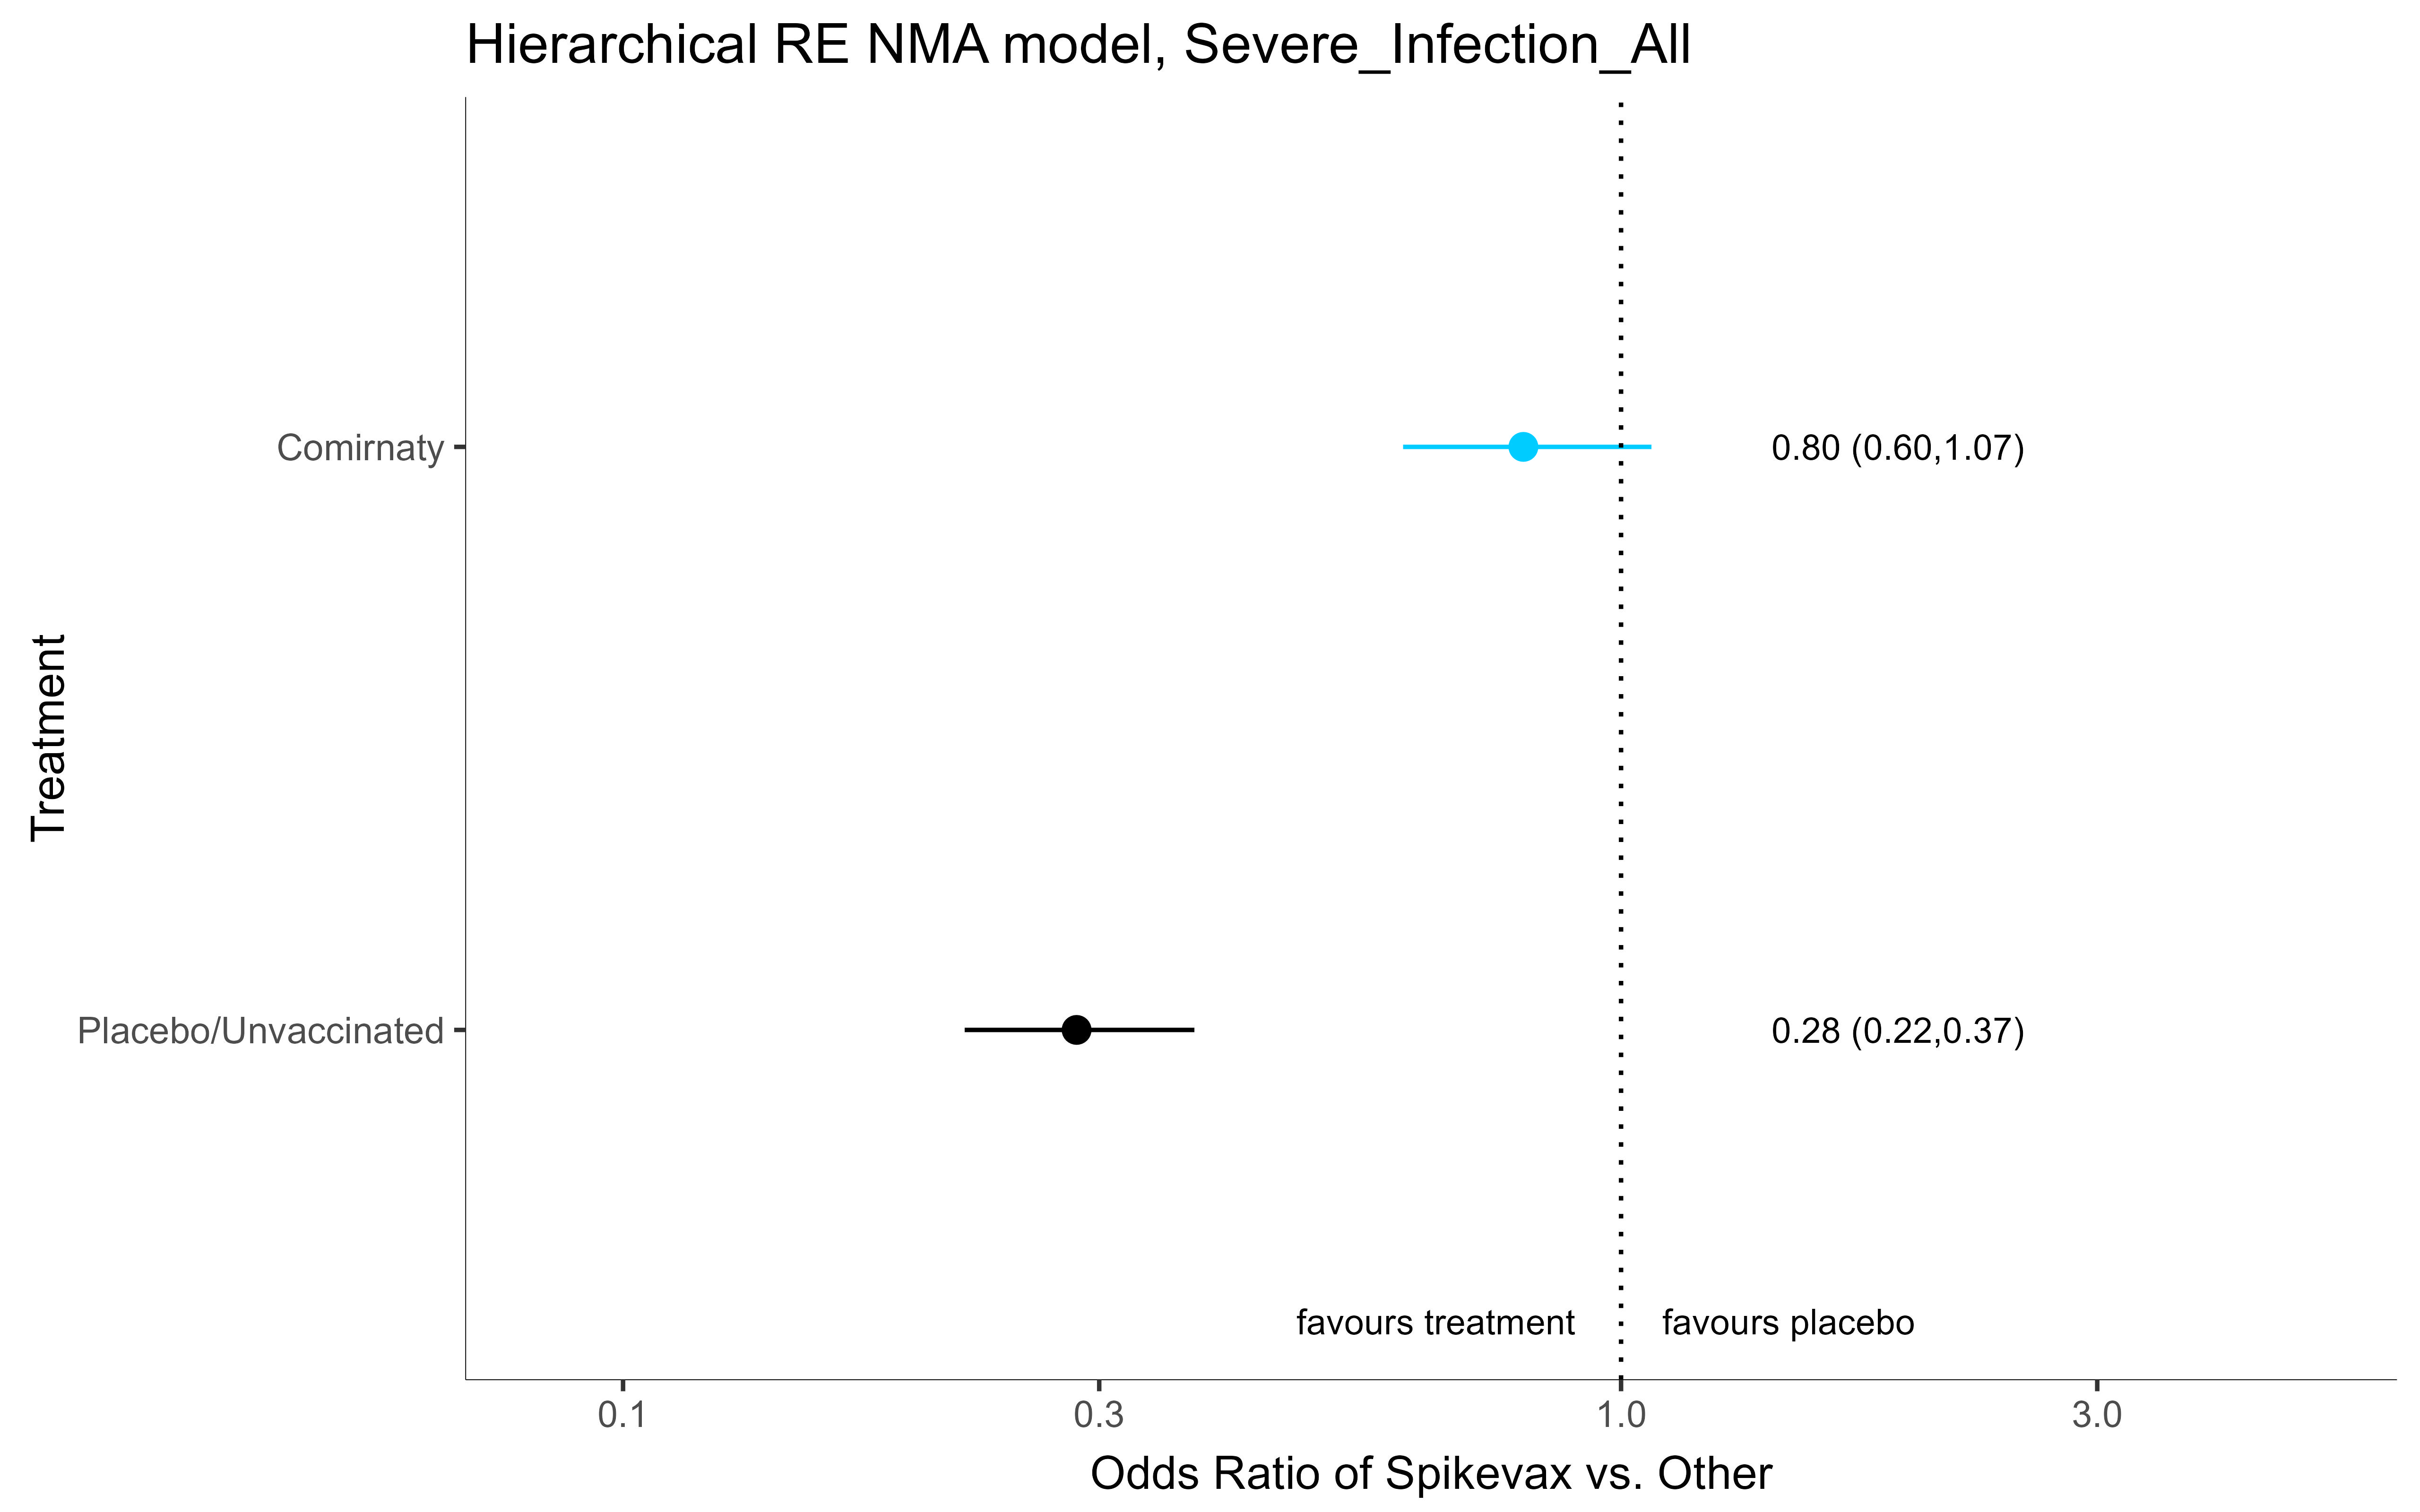 Hierarchical RE NMA model, Severe_Infection_All
Treatment
Comirnaty
0.80 (0.60,1.07)
Placebo/Unvaccinated
0.28 (0.22,0.37)
favours treatment
favours placebo
0.1
0.3
1.0
3.0
Odds Ratio of Spikevax vs. Other